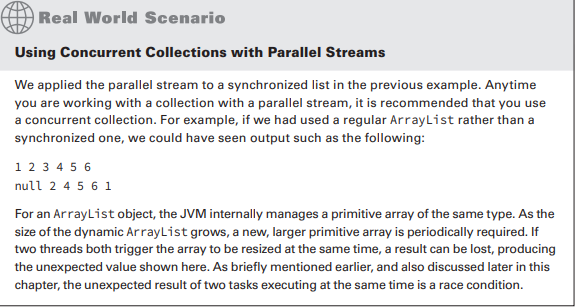 Real World Scenario
Using Concurrent Collections with Parallel Streams
We applied the parallel stream to a synchronized list in the previous example. Anytime
you are working with a collection with a parallel stream, it is recommended that you use
a concurrent collection. For example, if we had used a regular ArrayList rather than a
synchronized one, we could have seen output such as the following:
1 2 3 4 5 6
null 2 4 5 6 1
For an ArrayList object, the JVM internally manages a primitive array of the same type. As the
size of the dynamic ArrayList grows, a new, larger primitive array is periodically required. If
two threads both trigger the array to be resized at the same time, a result can be lost, producing
the unexpected value shown here. As briefly mentioned earlier, and also discussed later in this
chapter, the unexpected result of two tasks executing at the same time is a race condition.